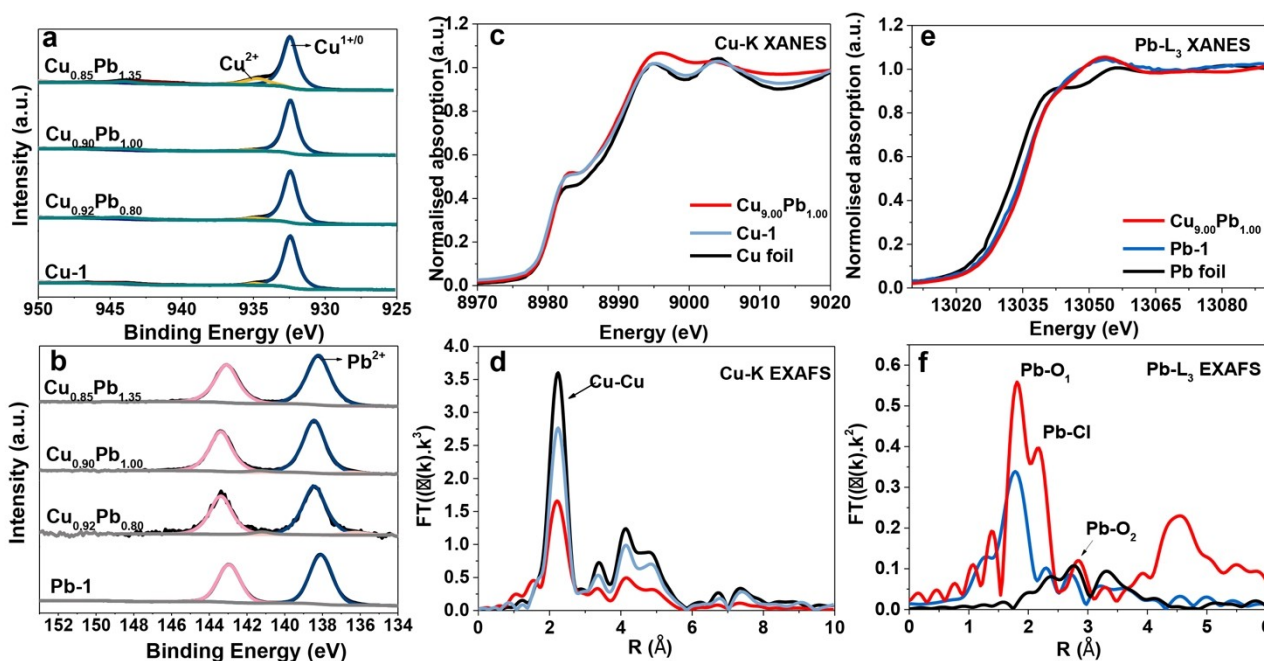 a
Cu2+
Cu1+/0
Cu0.85Pb1.35
Cu0.90Pb1.00
Cu0.92Pb0.80
Cu-1
Intensity (a.u.)
950 945 940 935 930 925
Binding Energy (eV)
b
Pb2+
Cu0.85Pb1.35
Cu0.90Pb1.00
Cu0.92Pb0.80
Pb-1
Intensity (a.u.)
152 150 148 146 144 142 140 138 136 134
Binding Energy (eV)
c
Cu-K XANES
Normalised absorption (a.u.)
1.2
1.0
0.8
0.6
0.4
0.2
0.0
Cu9.00Pb1.00
Cu-1
Cu foil
8970 8980 8990 9000 9010 9020
Energy (eV)
d
Cu-K EXAFS
Cu-Cu
FT((☒(k).k3)
4.0
3.5
3.0
2.5
2.0
1.5
1.0
0.5
0.0
0 2 4 6 8 10
R (Å)
e
Pb-L3 XANES
Normolised absorption (a.u.)
1.2
1.0
0.8
0.6
0.4
0.2
0.0
Cu9.00Pb1.00
Pb-1
Pb foil
13020 13035 13050 13065 13080
Energy (eV)
f
Pb-L3 EXAFS
Pb-O1
Pb-Cl
Pb-O2
FT((☒(k).k2)
0.6
0.5
0.4
0.3
0.2
0.1
0.0
0 1 2 3 4 5 6
R (Å)